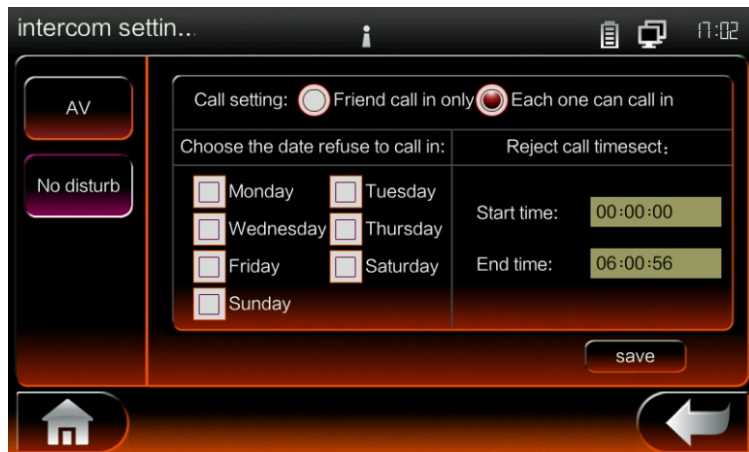 intercom settin...
17:02
AV
No disturb
Call setting: Friend call in only Each one can call in
Choose the date refuse to call in: Reject call timesect:
Monday Tuesday
Wednesday Thursday
Friday Saturday
Sunday
Start time: 00:00:00
End time: 06:00:56
save